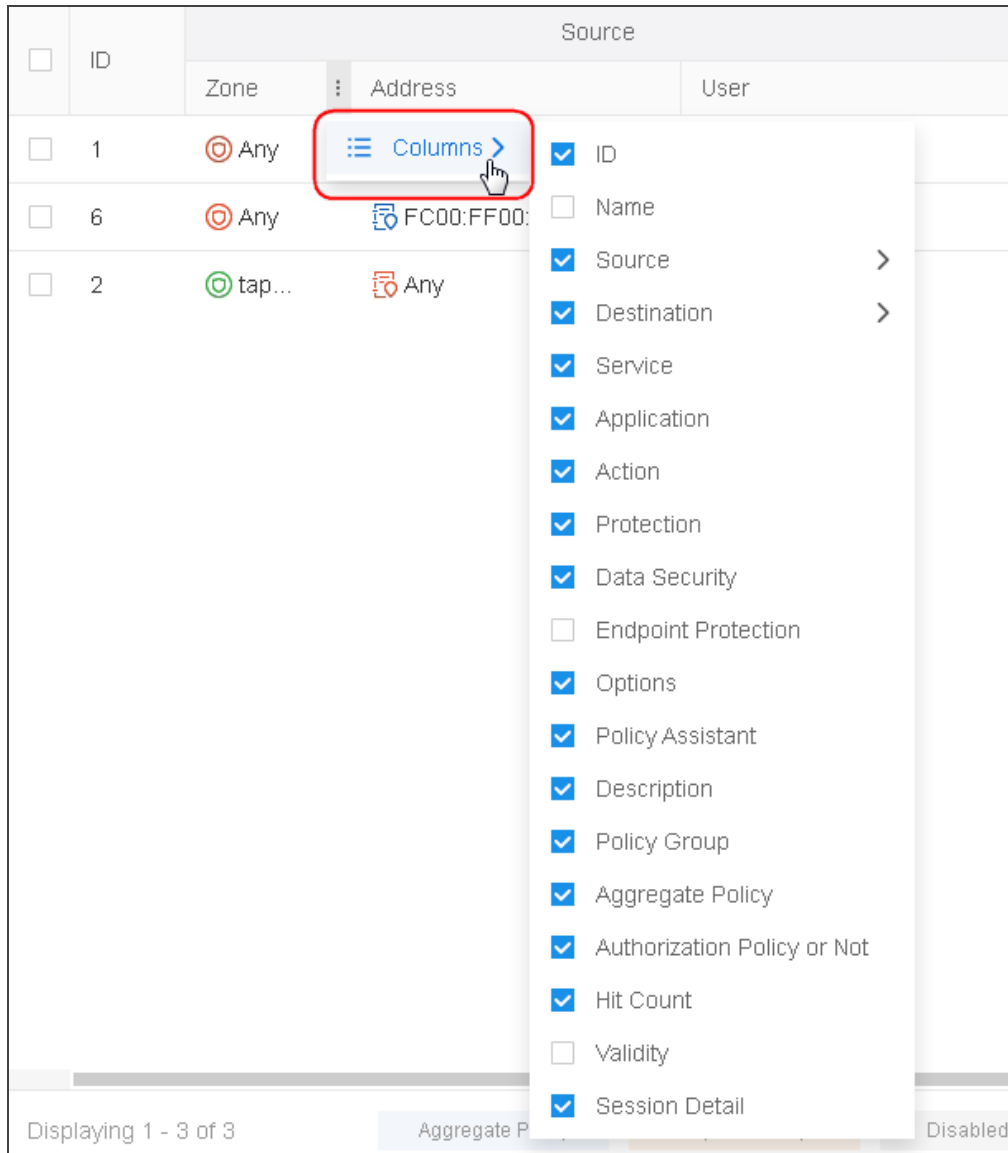 Source
ID
Zone Address User
1 Any Columns
6 Any FC00:FF00:
2 tap... Any
ID
Name
Source
Destination
Service
Application
Action
Protection
Data Security
Endpoint Protection
Options
Policy Assistant
Description
Policy Group
Aggregate Policy
Authorization Policy or Not
Hit Count
Validity
Session Detail
Displaying 1 - 3 of 3 Aggregate P Disabled